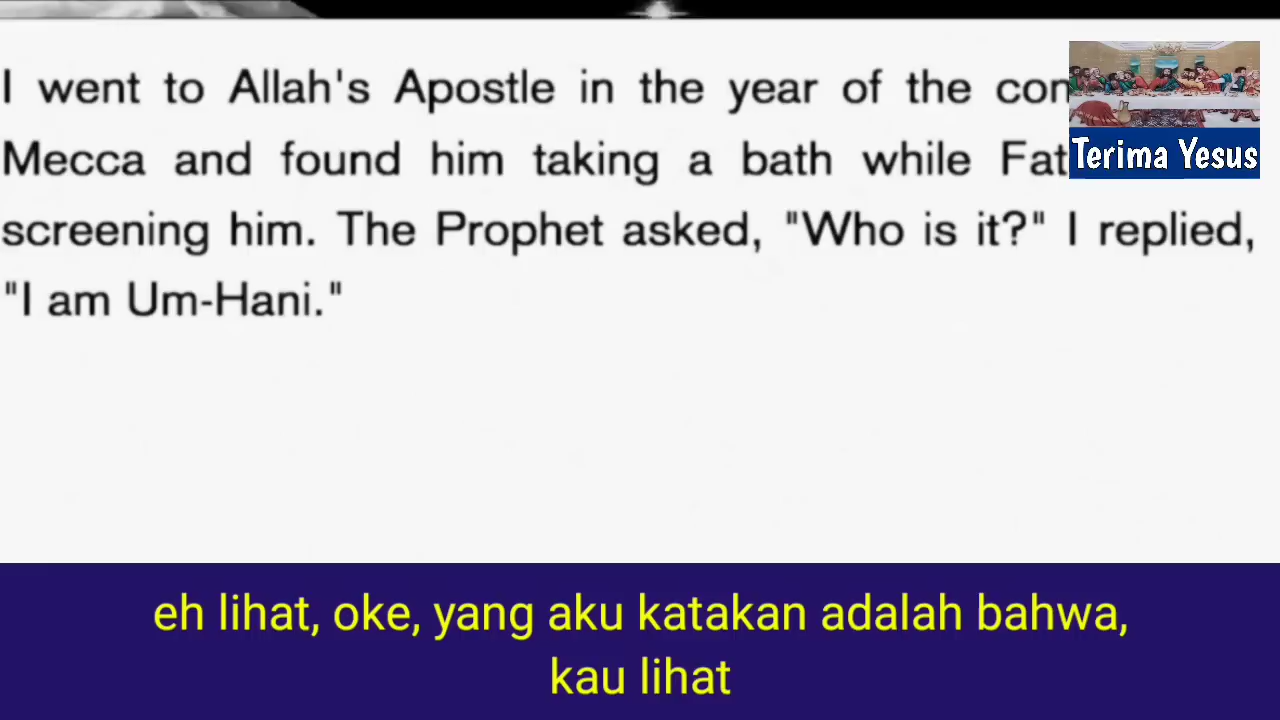 I went to Allah's Apostle in the year of the
Mecca and found him taking a bath while
screening him. The Prophet asked, "Who is it?" I replied,
"I am Um-Hani."
Terima Yesus
eh lihat, oke, yang aku katakan adalah bahwa,
kau lihat